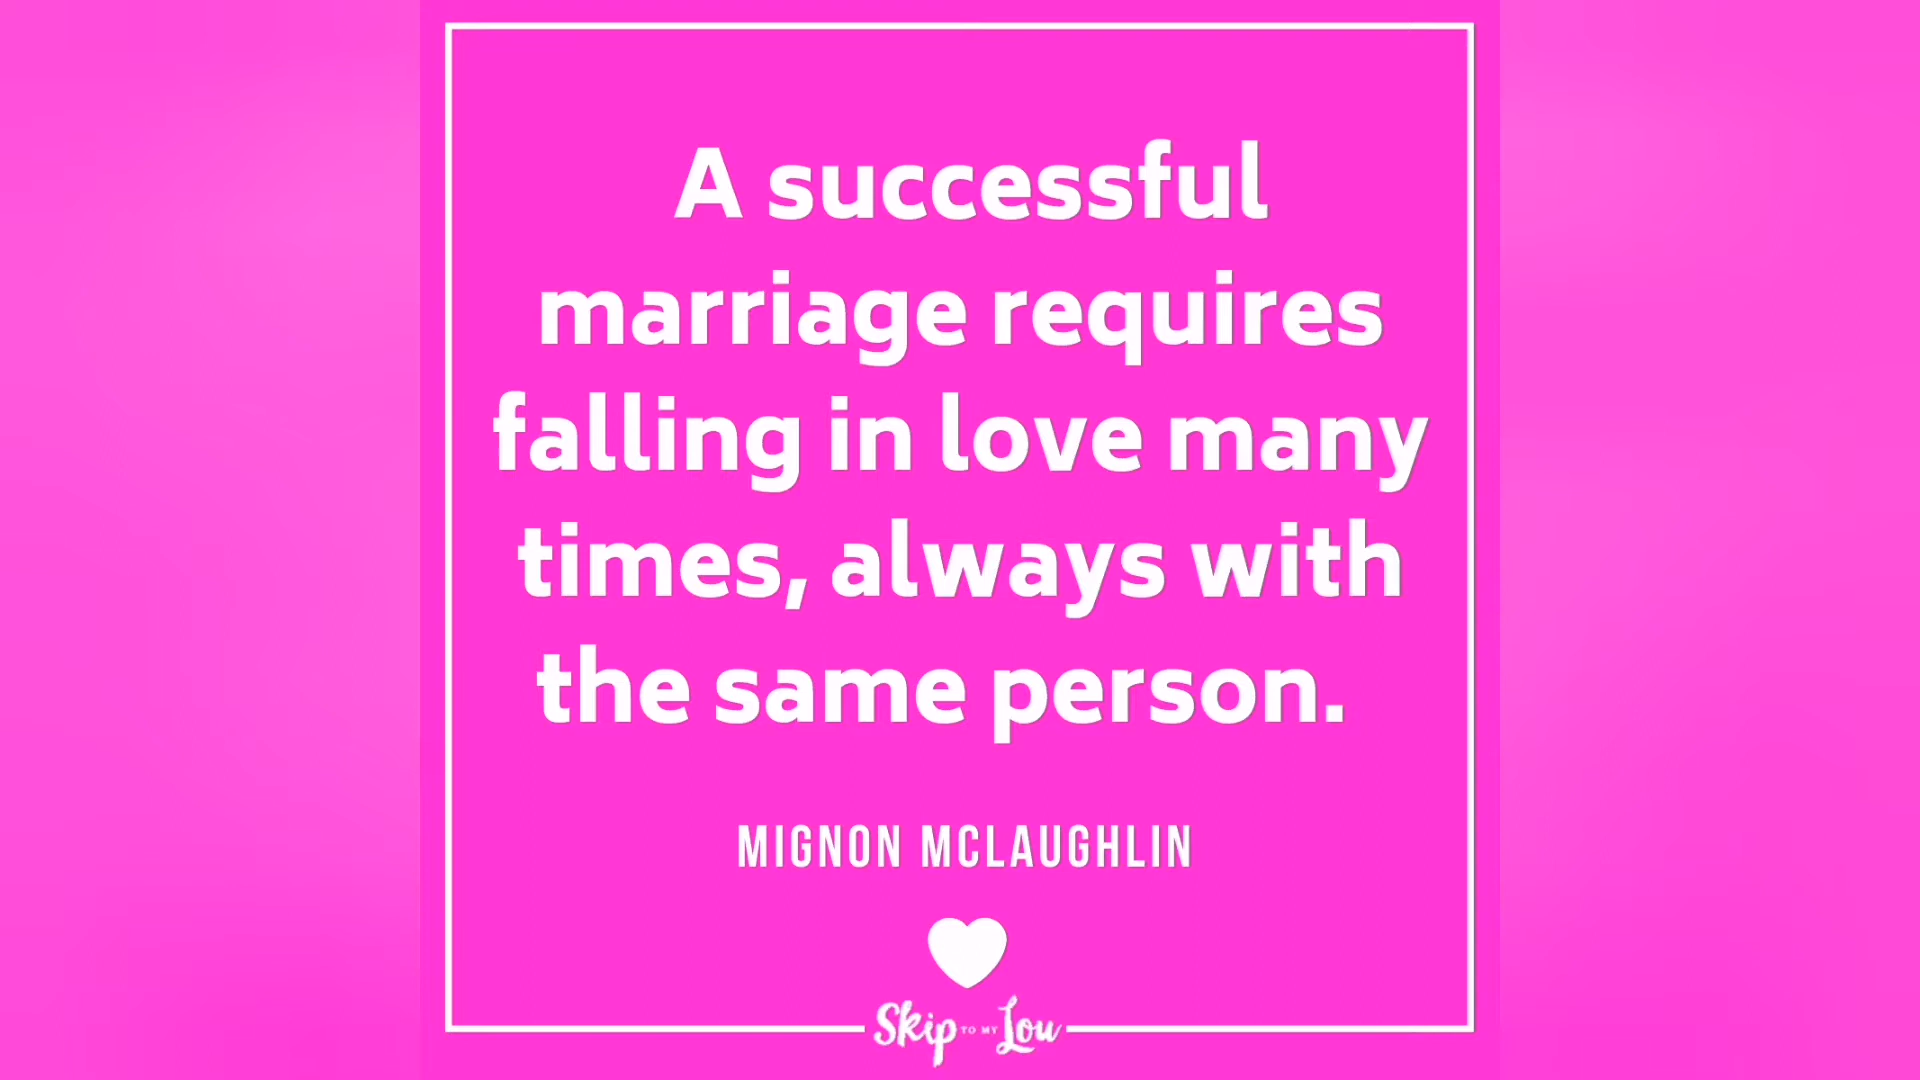 A successful
marriage requires
falling in love many
times, always with
the same person.
MIGNON MCLAUGHLIN
Skip TO MY Lou